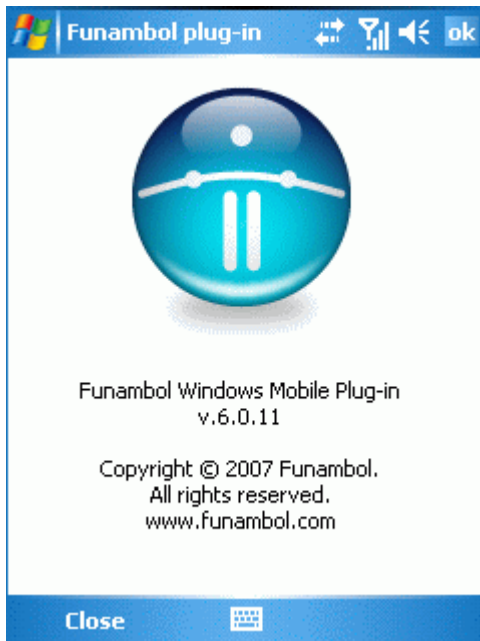 Funambol plug-in
ok
Funambol Windows Mobile Plug-in
v.6.0.11
Copyright © 2007 Funambol.
All rights reserved.
www.funambol.com
Close